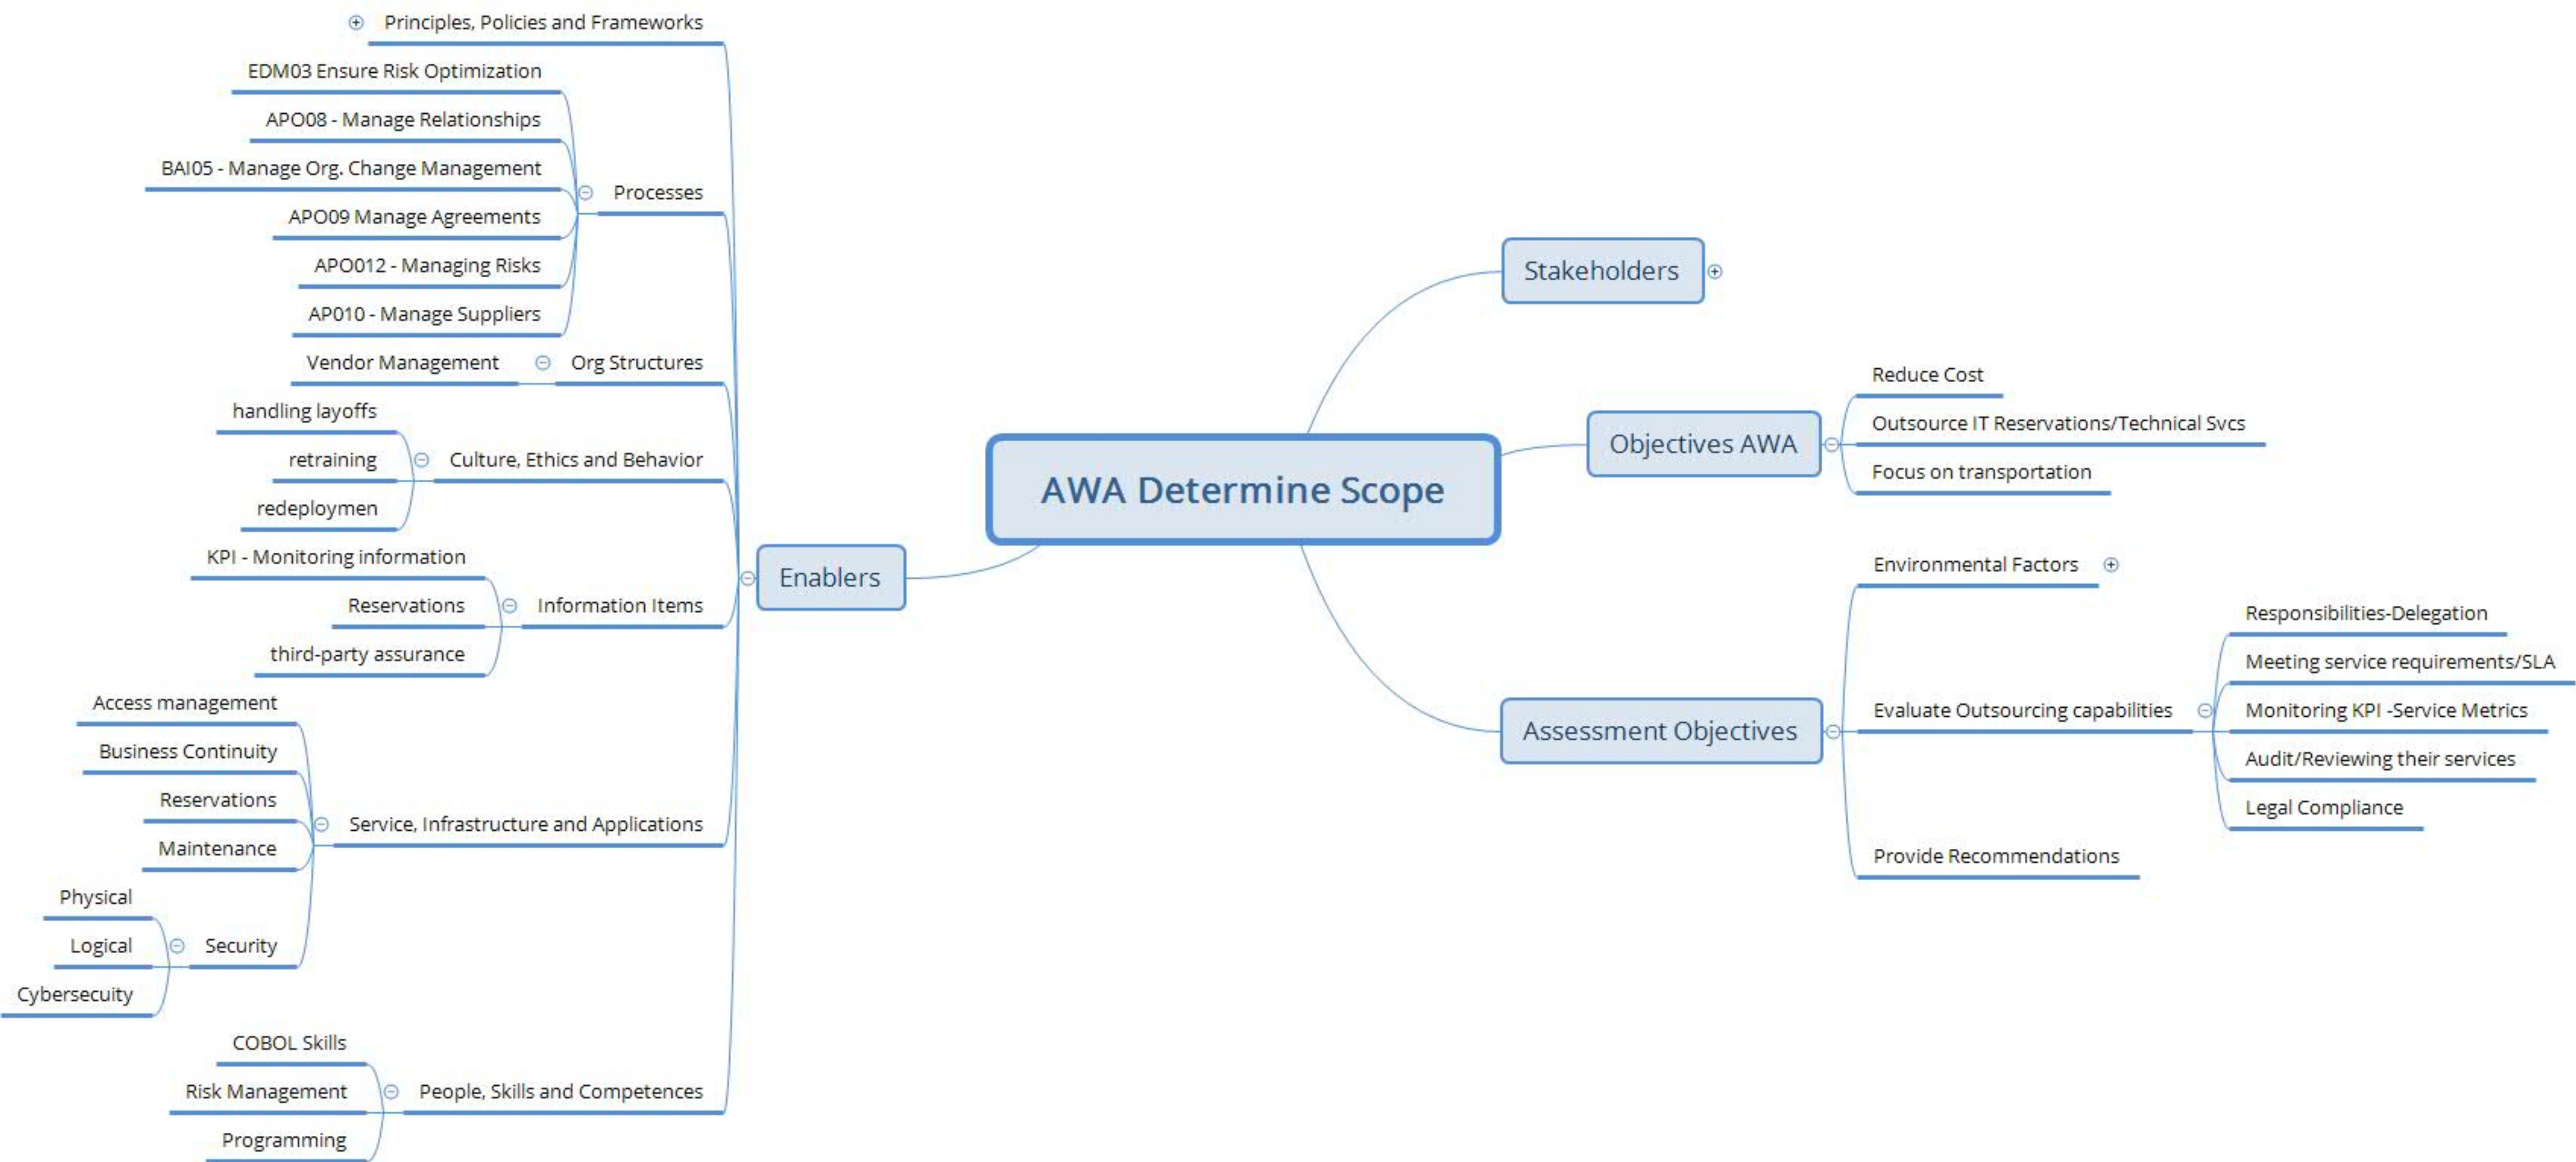 Principles, Policies and Frameworks
EDM03 Ensure Risk Optimization
APO08 - Manage Relationships
BAI05 - Manage Org. Change Management
APO09 Manage Agreements
APO012 - Managing Risks
AP010 - Manage Suppliers
Processes
Vendor Management
Org Structures
handling layoffs
retraining
redeploymen
Culture, Ethics and Behavior
KPI - Monitoring information
Reservations
third-party assurance
Information Items
Access management
Business Continuity
Reservations
Maintenance
Physical
Logical
Cybersecuity
Security
Service, Infrastructure and Applications
COBOL Skills
Risk Management
Programming
People, Skills and Competences
Enablers
AWA Determine Scope
Stakeholders
Objectives AWA
Reduce Cost
Outsource IT Reservations/Technical Svcs
Focus on transportation
Assessment Objectives
Environmental Factors
Evaluate Outsourcing capabilities
Responsibilities-Delegation
Meeting service requirements/SLA
Monitoring KPI -Service Metrics
Audit/Reviewing their services
Legal Compliance
Provide Recommendations